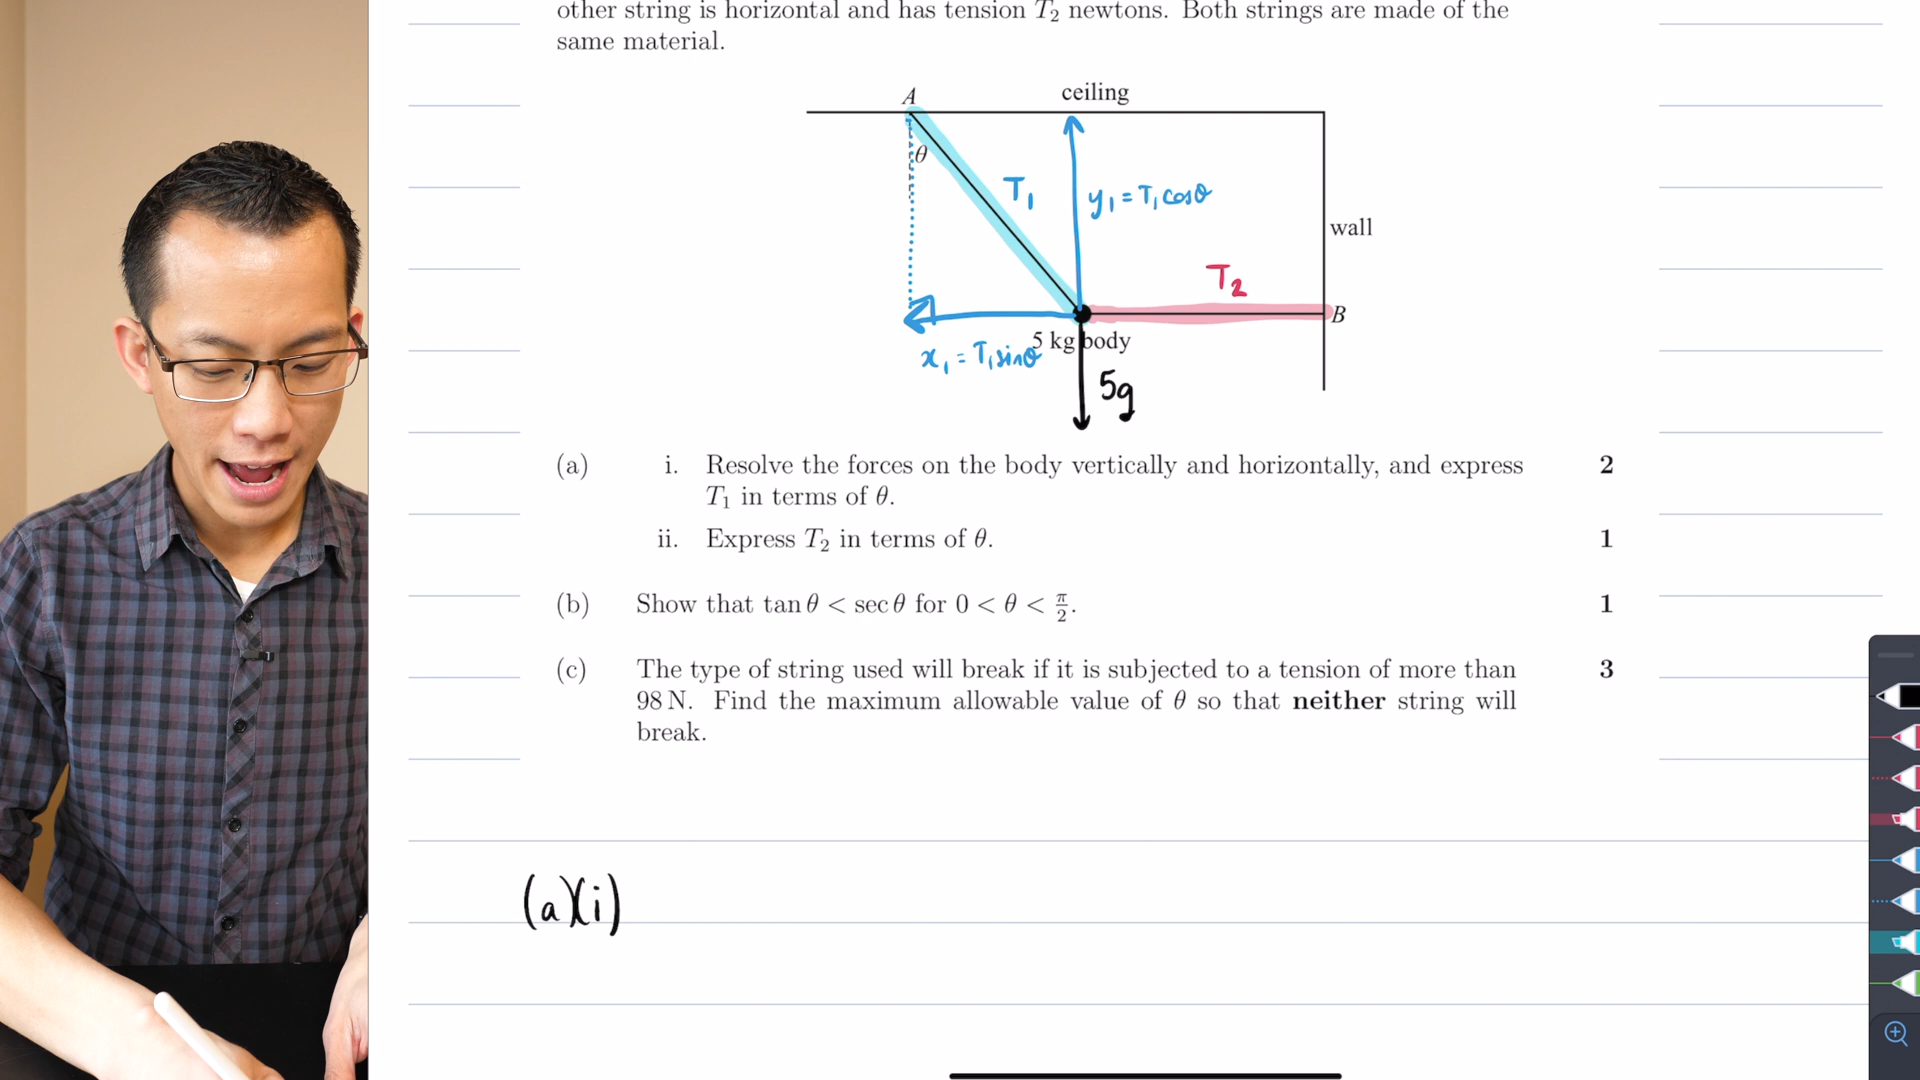 other string is horizontal and has tension T₂ newtons. Both strings are made of the
same material.
A
ceiling
θ
T₁
y₁ = T₁cosθ
wall
T₂
B
5 kg body
x₁ = T₁sinθ
5g
(a) i. Resolve the forces on the body vertically and horizontally, and express 2
T₁ in terms of θ.
ii. Express T₂ in terms of θ. 1
(b) Show that tan θ < sec θ for 0 < θ < π/2. 1
(c) The type of string used will break if it is subjected to a tension of more than 3
98 N. Find the maximum allowable value of θ so that neither string will
break.
(a)(i)